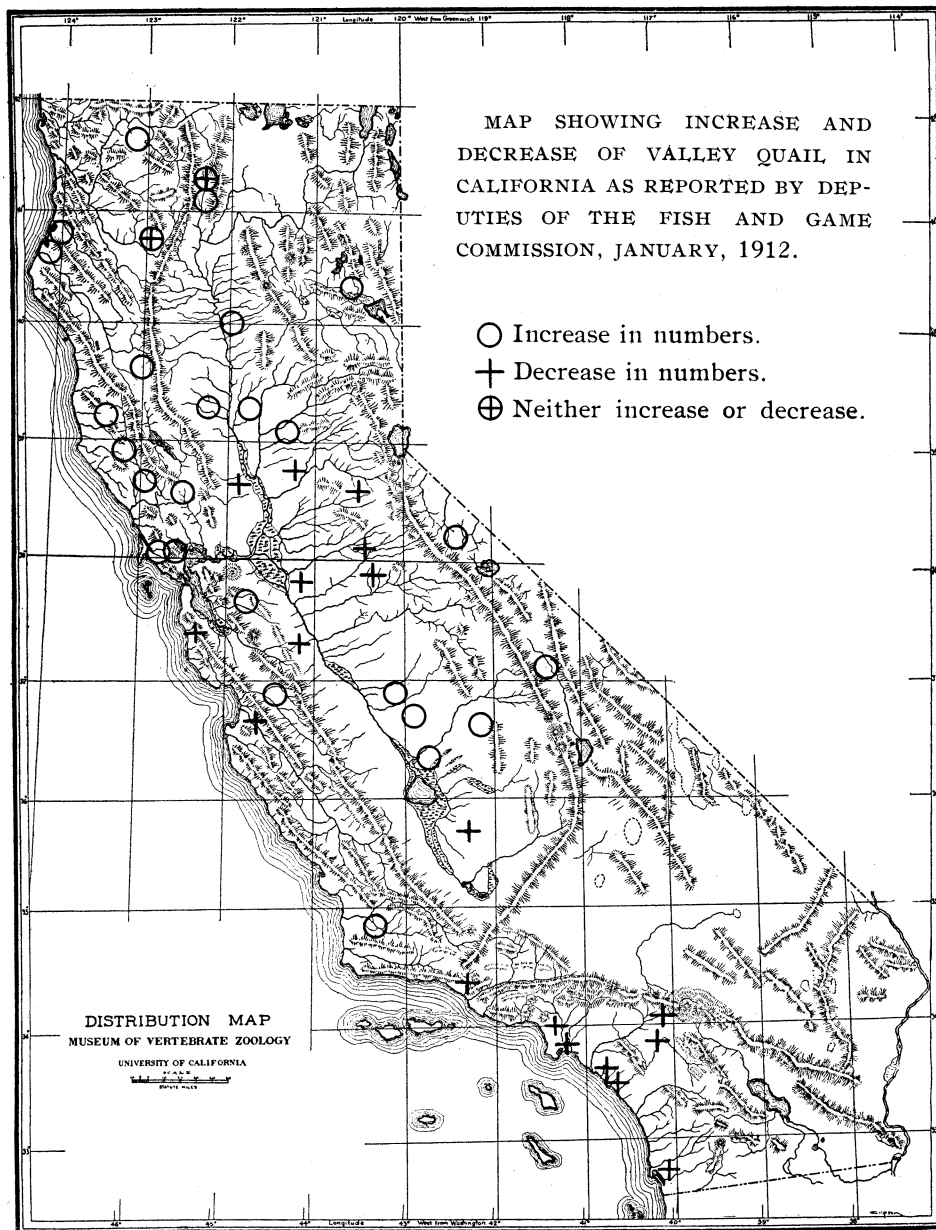 124° 123° 122° 121° Longitude 120° West from Greenwich 119° 118° 117° 116° 115° 114°
MAP SHOWING INCREASE AND
DECREASE OF VALLEY QUAIL IN
CALIFORNIA AS REPORTED BY DEP-
UTIES OF THE FISH AND GAME
COMMISSION, JANUARY, 1912.
Increase in numbers.
Decrease in numbers.
Neither increase or decrease.
DISTRIBUTION MAP
MUSEUM OF VERTEBRATE ZOOLOGY
UNIVERSITY OF CALIFORNIA
SCALE
STATUTE MILES
46 45 44 Longitude 43 West from Washington 42 41 40 39 38